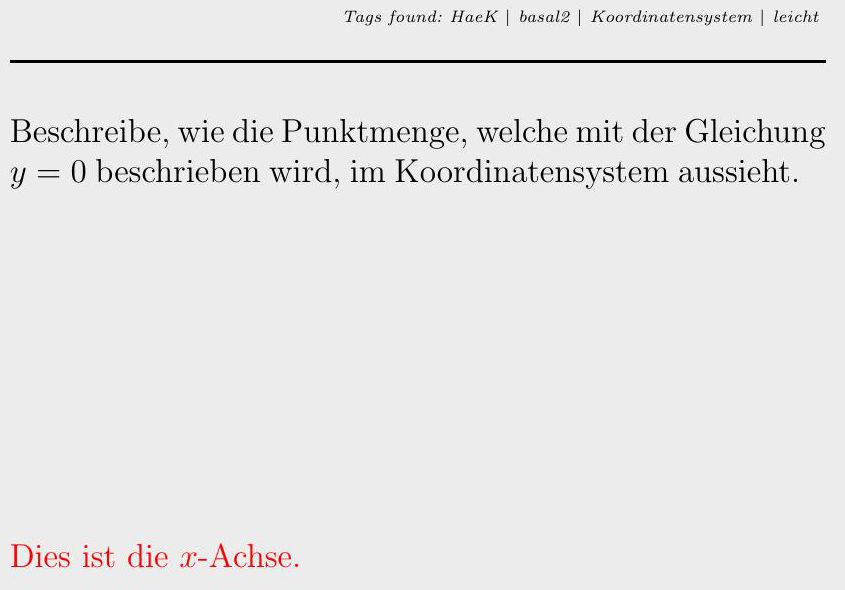 Tags found: HaeK | basal2 | Koordinatensystem | leicht
Beschreibe, wie die Punktmenge, welche mit der Gleichung
y = 0 beschrieben wird, im Koordinatensystem aussieht.
Dies ist die x-Achse.